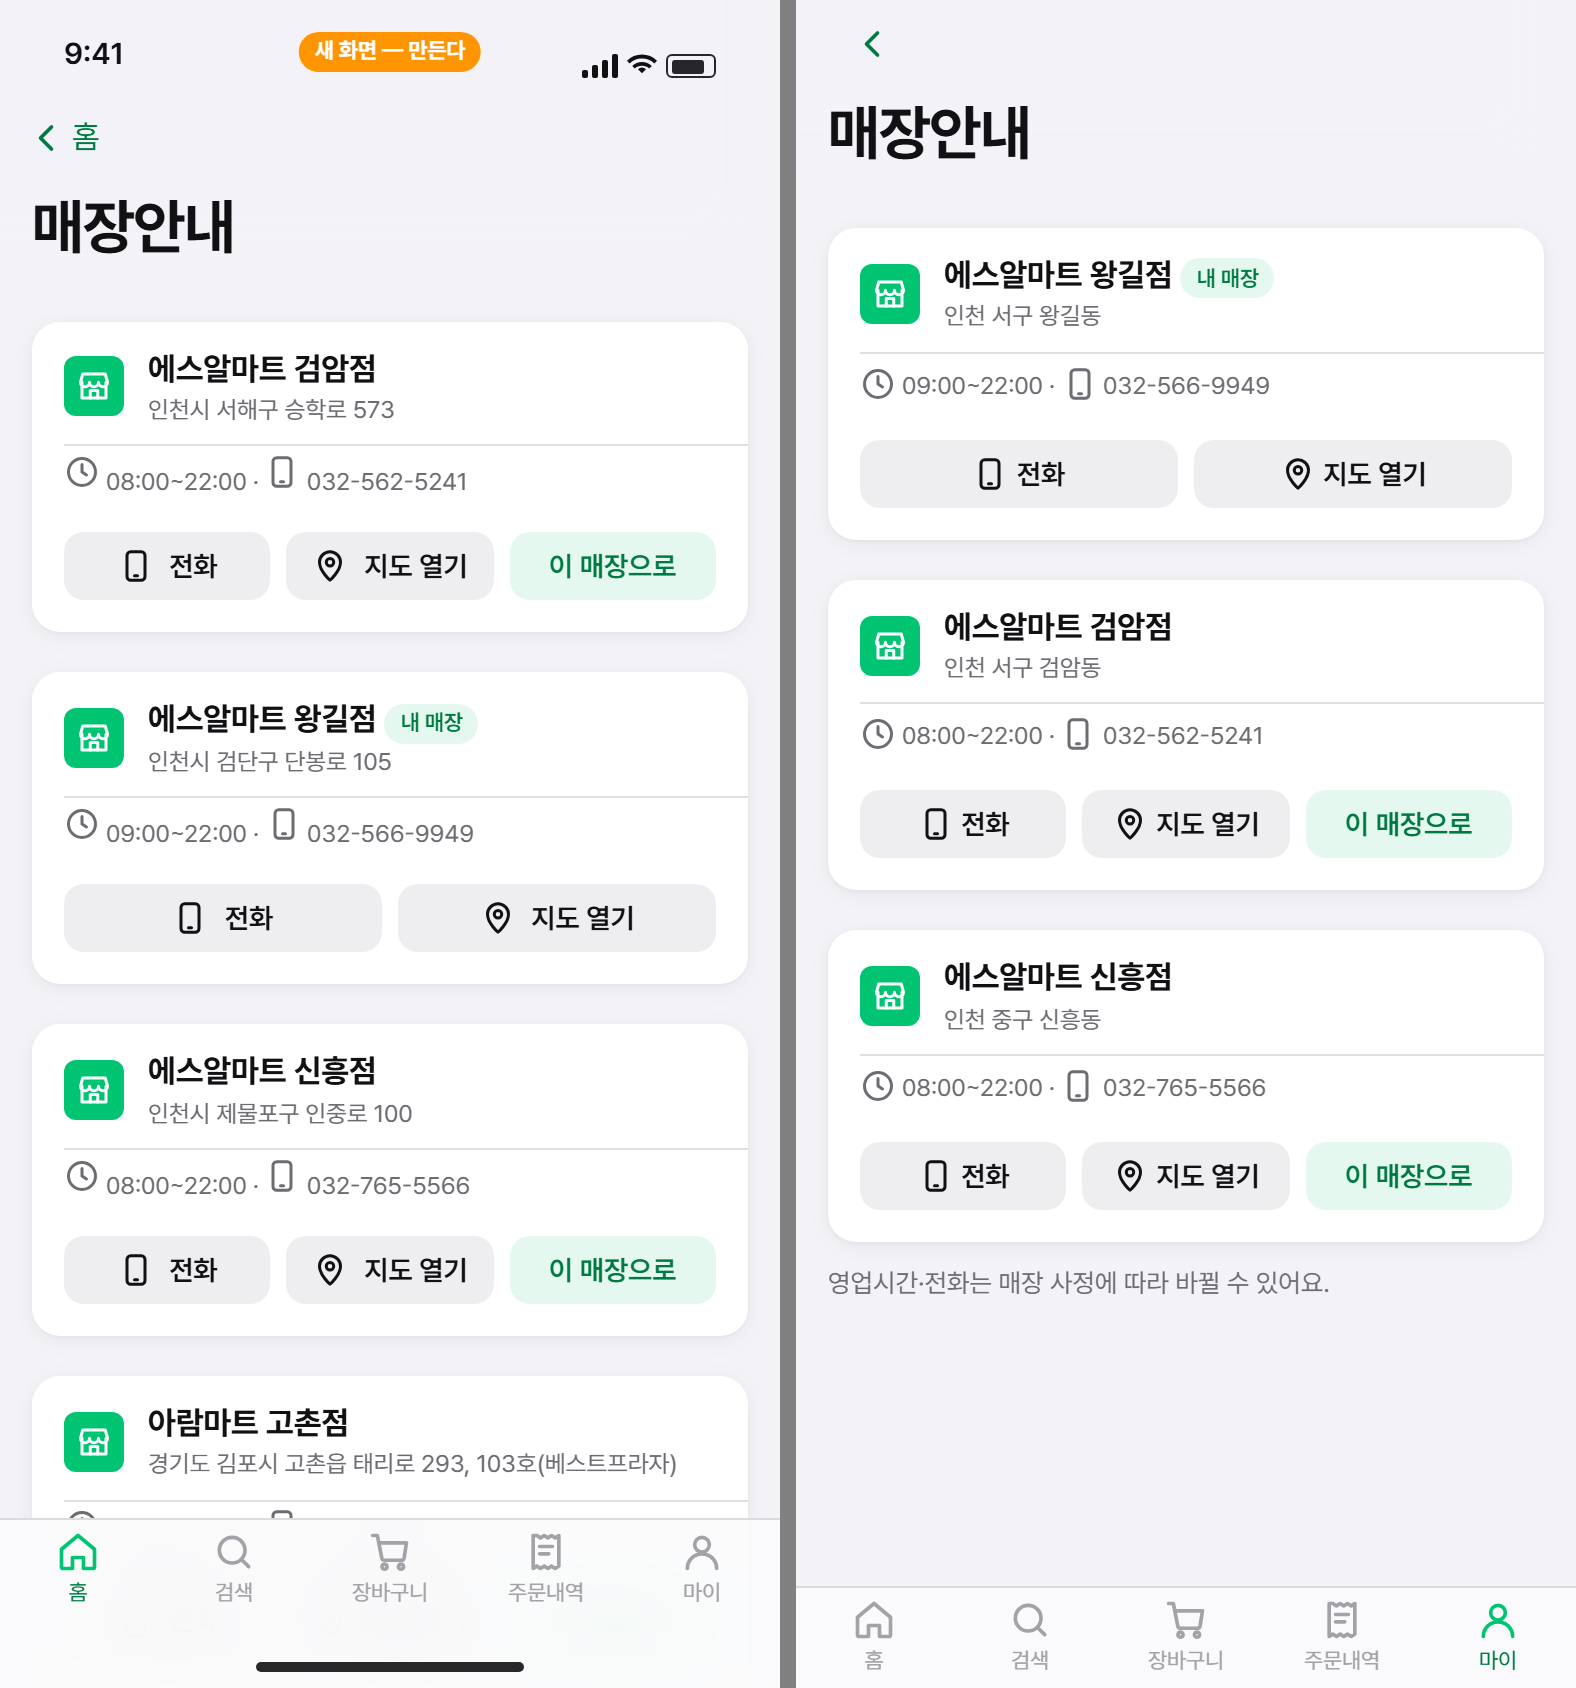 9:41
새 화면 — 만든다
홈
매장안내
에스알마트 검암점
인천시 서해구 승학로 573
08:00~22:00 · 032-562-5241
전화
지도 열기
이 매장으로
에스알마트 왕길점 내 매장
인천시 검단구 단봉로 105
09:00~22:00 · 032-566-9949
전화
지도 열기
에스알마트 신흥점
인천시 제물포구 인중로 100
08:00~22:00 · 032-765-5566
전화
지도 열기
이 매장으로
아람마트 고촌점
경기도 김포시 고촌읍 태리로 293, 103호(베스트프라자)
홈
검색
장바구니
주문내역
마이
매장안내
에스알마트 왕길점 내 매장
인천 서구 왕길동
09:00~22:00 · 032-566-9949
전화
지도 열기
에스알마트 검암점
인천 서구 검암동
08:00~22:00 · 032-562-5241
전화
지도 열기
이 매장으로
에스알마트 신흥점
인천 중구 신흥동
08:00~22:00 · 032-765-5566
전화
지도 열기
이 매장으로
영업시간·전화는 매장 사정에 따라 바뀔 수 있어요.
홈
검색
장바구니
주문내역
마이